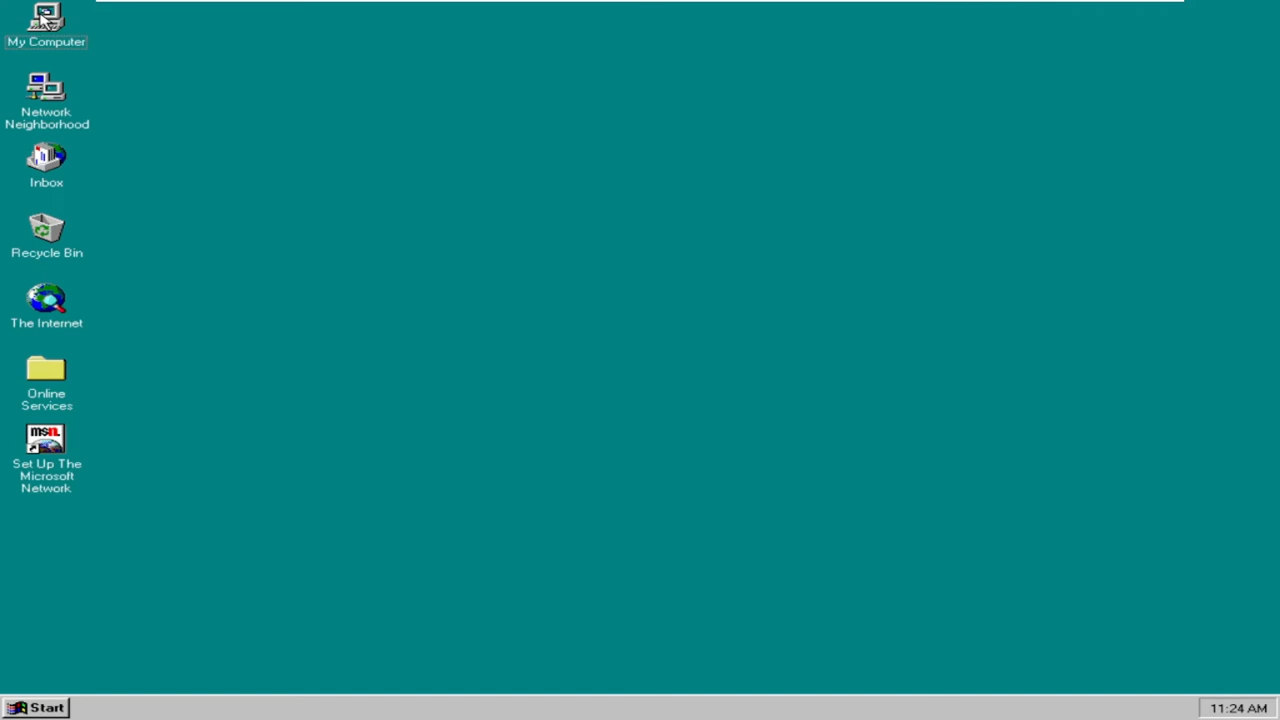 My Computer
Network
Neighborhood
Inbox
Recycle Bin
The Internet
Online
Services
msn.
Set Up The
Microsoft
Network
Start
11:24 AM